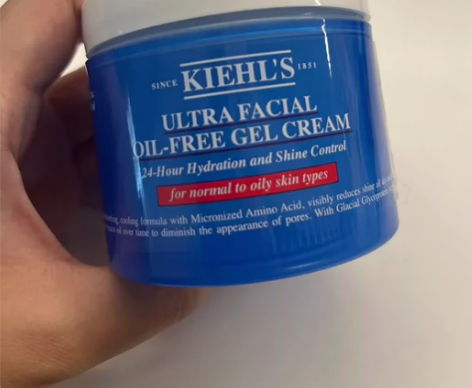 SINCE KIEHL'S 1851
ULTRA FACIAL
OIL-FREE GEL CREAM
24-Hour Hydration and Shine Control
for normal to oily skin types
cooling formula with Micronized Amino Acid, visibly reduces shine
oil over time to diminish the appearance of pores. With Glacial